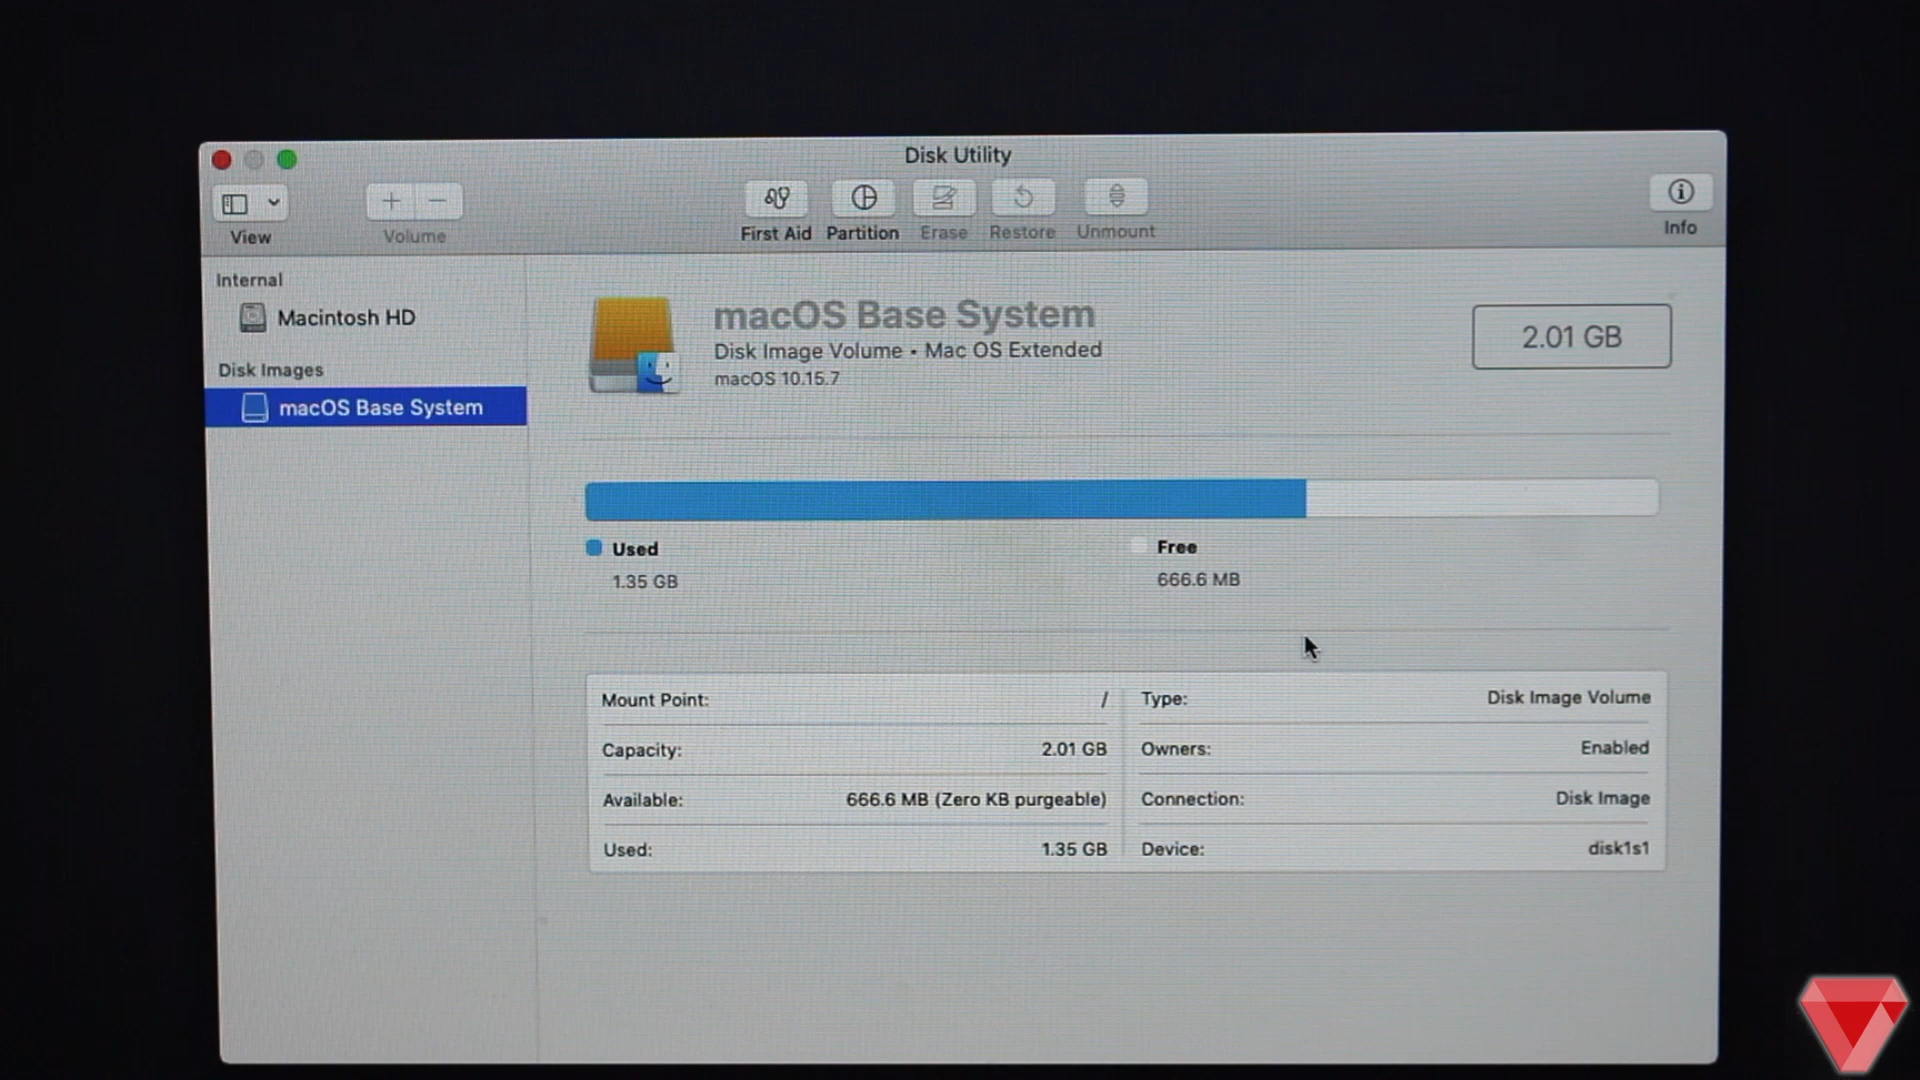 Disk Utility
View
Volume
First Aid
Partition
Erase
Restore
Unmount
Info
Internal
Macintosh HD
Disk Images
macOS Base System
macOS Base System
Disk Image Volume • Mac OS Extended
macOS 10.15.7
2.01 GB
Used
1.35 GB
Free
666.6 MB
Mount Point: /
Capacity: 2.01 GB
Available: 666.6 MB (Zero KB purgeable)
Used: 1.35 GB
Type: Disk Image Volume
Owners: Enabled
Connection: Disk Image
Device: disk1s1